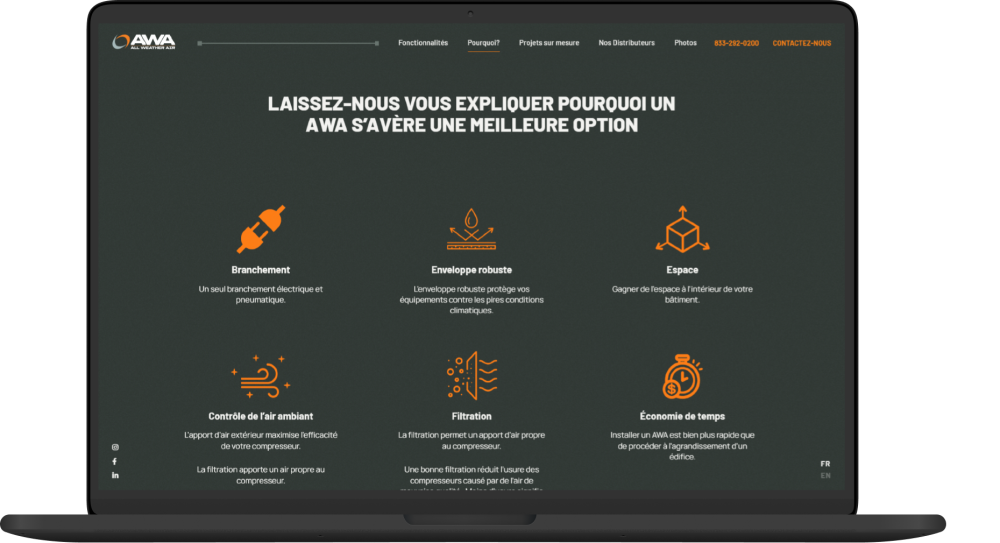 AWA
ALL WEATHER AIR
Fonctionnalités
Pourquoi?
Projets sur mesure
Nos Distributeurs
Photos
833-292-0200
CONTACTEZ-NOUS
LAISSEZ-NOUS VOUS EXPLIQUER POURQUOI UN
AWA S'AVÈRE UNE MEILLEURE OPTION
Branchement
Un seul branchement électrique et
pneumatique.
Enveloppe robuste
L'enveloppe robuste protège vos
équipements contre les pires conditions
climatiques.
Espace
Gagner de l'espace à l'intérieur de votre
bâtiment.
Contrôle de l'air ambiant
L'apport d'air extérieur maximise l'efficacité
de votre compresseur.
La filtration apporte un air propre au
compresseur.
Filtration
La filtration permet un apport d'air propre
au compresseur.
Une bonne filtration réduit l'usure des
compresseurs causé par de l'air de
Économie de temps
$
Installer un AWA est bien plus rapide que
de procéder à l'agrandissement d'un
édifice.
FR
EN